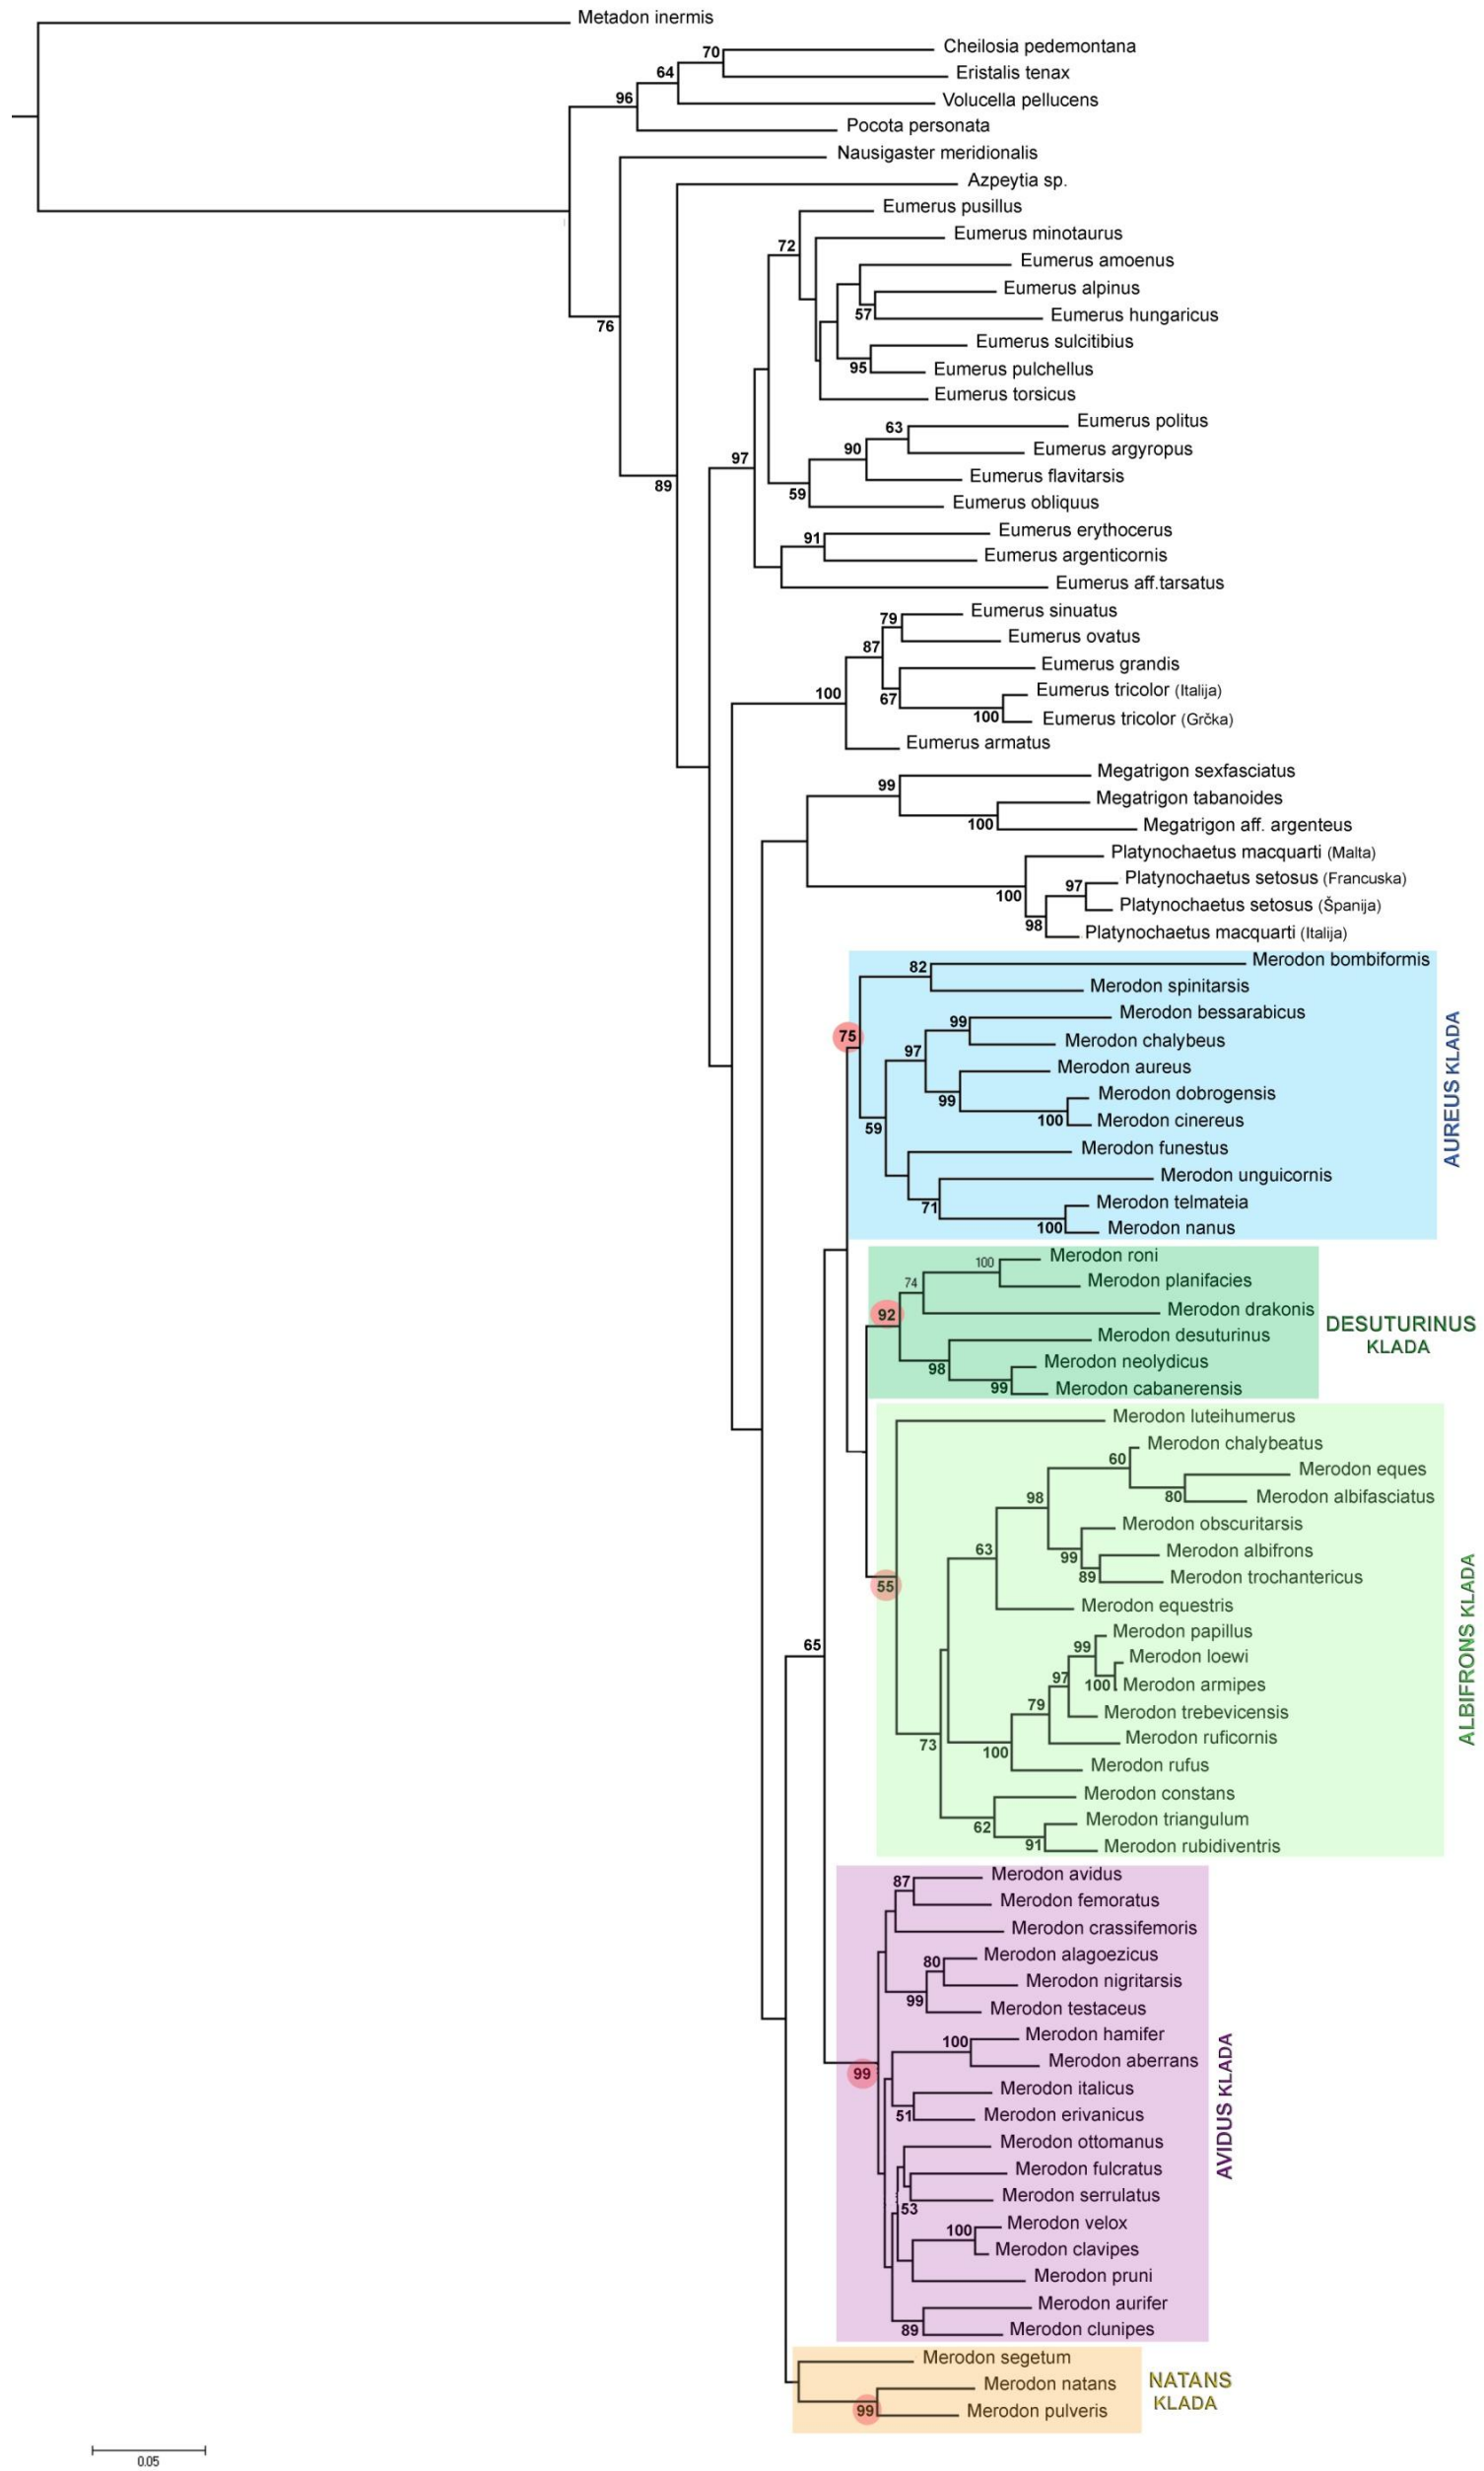 Metadon inermis
70
Cheilosia pedemontana
64
Eristalis tenax
96
Volucella pellucens
Pocota personata
Nausigaster meridionalis
Azpeytia sp.
Eumerus pusillus
72
Eumerus minotaurus
Eumerus amoenus
Eumerus alpinus
57
Eumerus hungaricus
76
Eumerus sulcitibius
95
Eumerus pulchellus
Eumerus torsicus
63
Eumerus politus
90
Eumerus argyropus
97
Eumerus flavitarsis
89
59
Eumerus obliquus
91
Eumerus erythocerus
Eumerus argenticornis
Eumerus aff.tarsatus
79
Eumerus sinuatus
87
Eumerus ovatus
Eumerus grandis
100
67
Eumerus tricolor (Italija)
100
Eumerus tricolor (Grčka)
Eumerus armatus
99
Megatrigon sexfasciatus
Megatrigon tabanoides
100
Megatrigon aff. argenteus
Platynochaetus macquarti (Malta)
100
97
Platynochaetus setosus (Francuska)
Platynochaetus setosus (Španija)
98
Platynochaetus macquarti (Italija)
82
Merodon bombiformis
Merodon spinitarsis
99
Merodon bessarabicus
75
97
Merodon chalybeus
Merodon aureus
99
Merodon dobrogensis
59
100
Merodon cinereus
Merodon funestus
Merodon unguicornis
71
Merodon telmateia
100
Merodon nanus
AUREUS KLADA
100
Merodon roni
74
Merodon planifacies
92
Merodon drakonis
Merodon desuturinus
98
Merodon neolydicus
99
Merodon cabanerensis
DESUTURINUS
KLADA
Merodon luteihumerus
60
Merodon chalybeatus
Merodon eques
98
80
Merodon albifasciatus
Merodon obscuritarsis
63
99
Merodon albifrons
55
89
Merodon trochantericus
Merodon equestris
65
99
Merodon papillus
97
Merodon loewi
100
Merodon armipes
79
Merodon trebevicensis
73
100
Merodon ruficornis
Merodon rufus
Merodon constans
62
Merodon triangulum
91
Merodon rubidiventris
ALBIFRONS KLADA
87
Merodon avidus
Merodon femoratus
Merodon crassifemoris
80
Merodon alagoezicus
99
Merodon nigritarsis
Merodon testaceus
100
Merodon hamifer
99
Merodon aberrans
Merodon italicus
51
Merodon erivanicus
Merodon ottomanus
Merodon fulcratus
53
Merodon serrulatus
100
Merodon velox
Merodon clavipes
Merodon pruni
Merodon aurifer
89
Merodon clunipes
AVIDUS KLADA
Merodon segetum
Merodon natans
99
Merodon pulveris
NATANS
KLADA
0.05